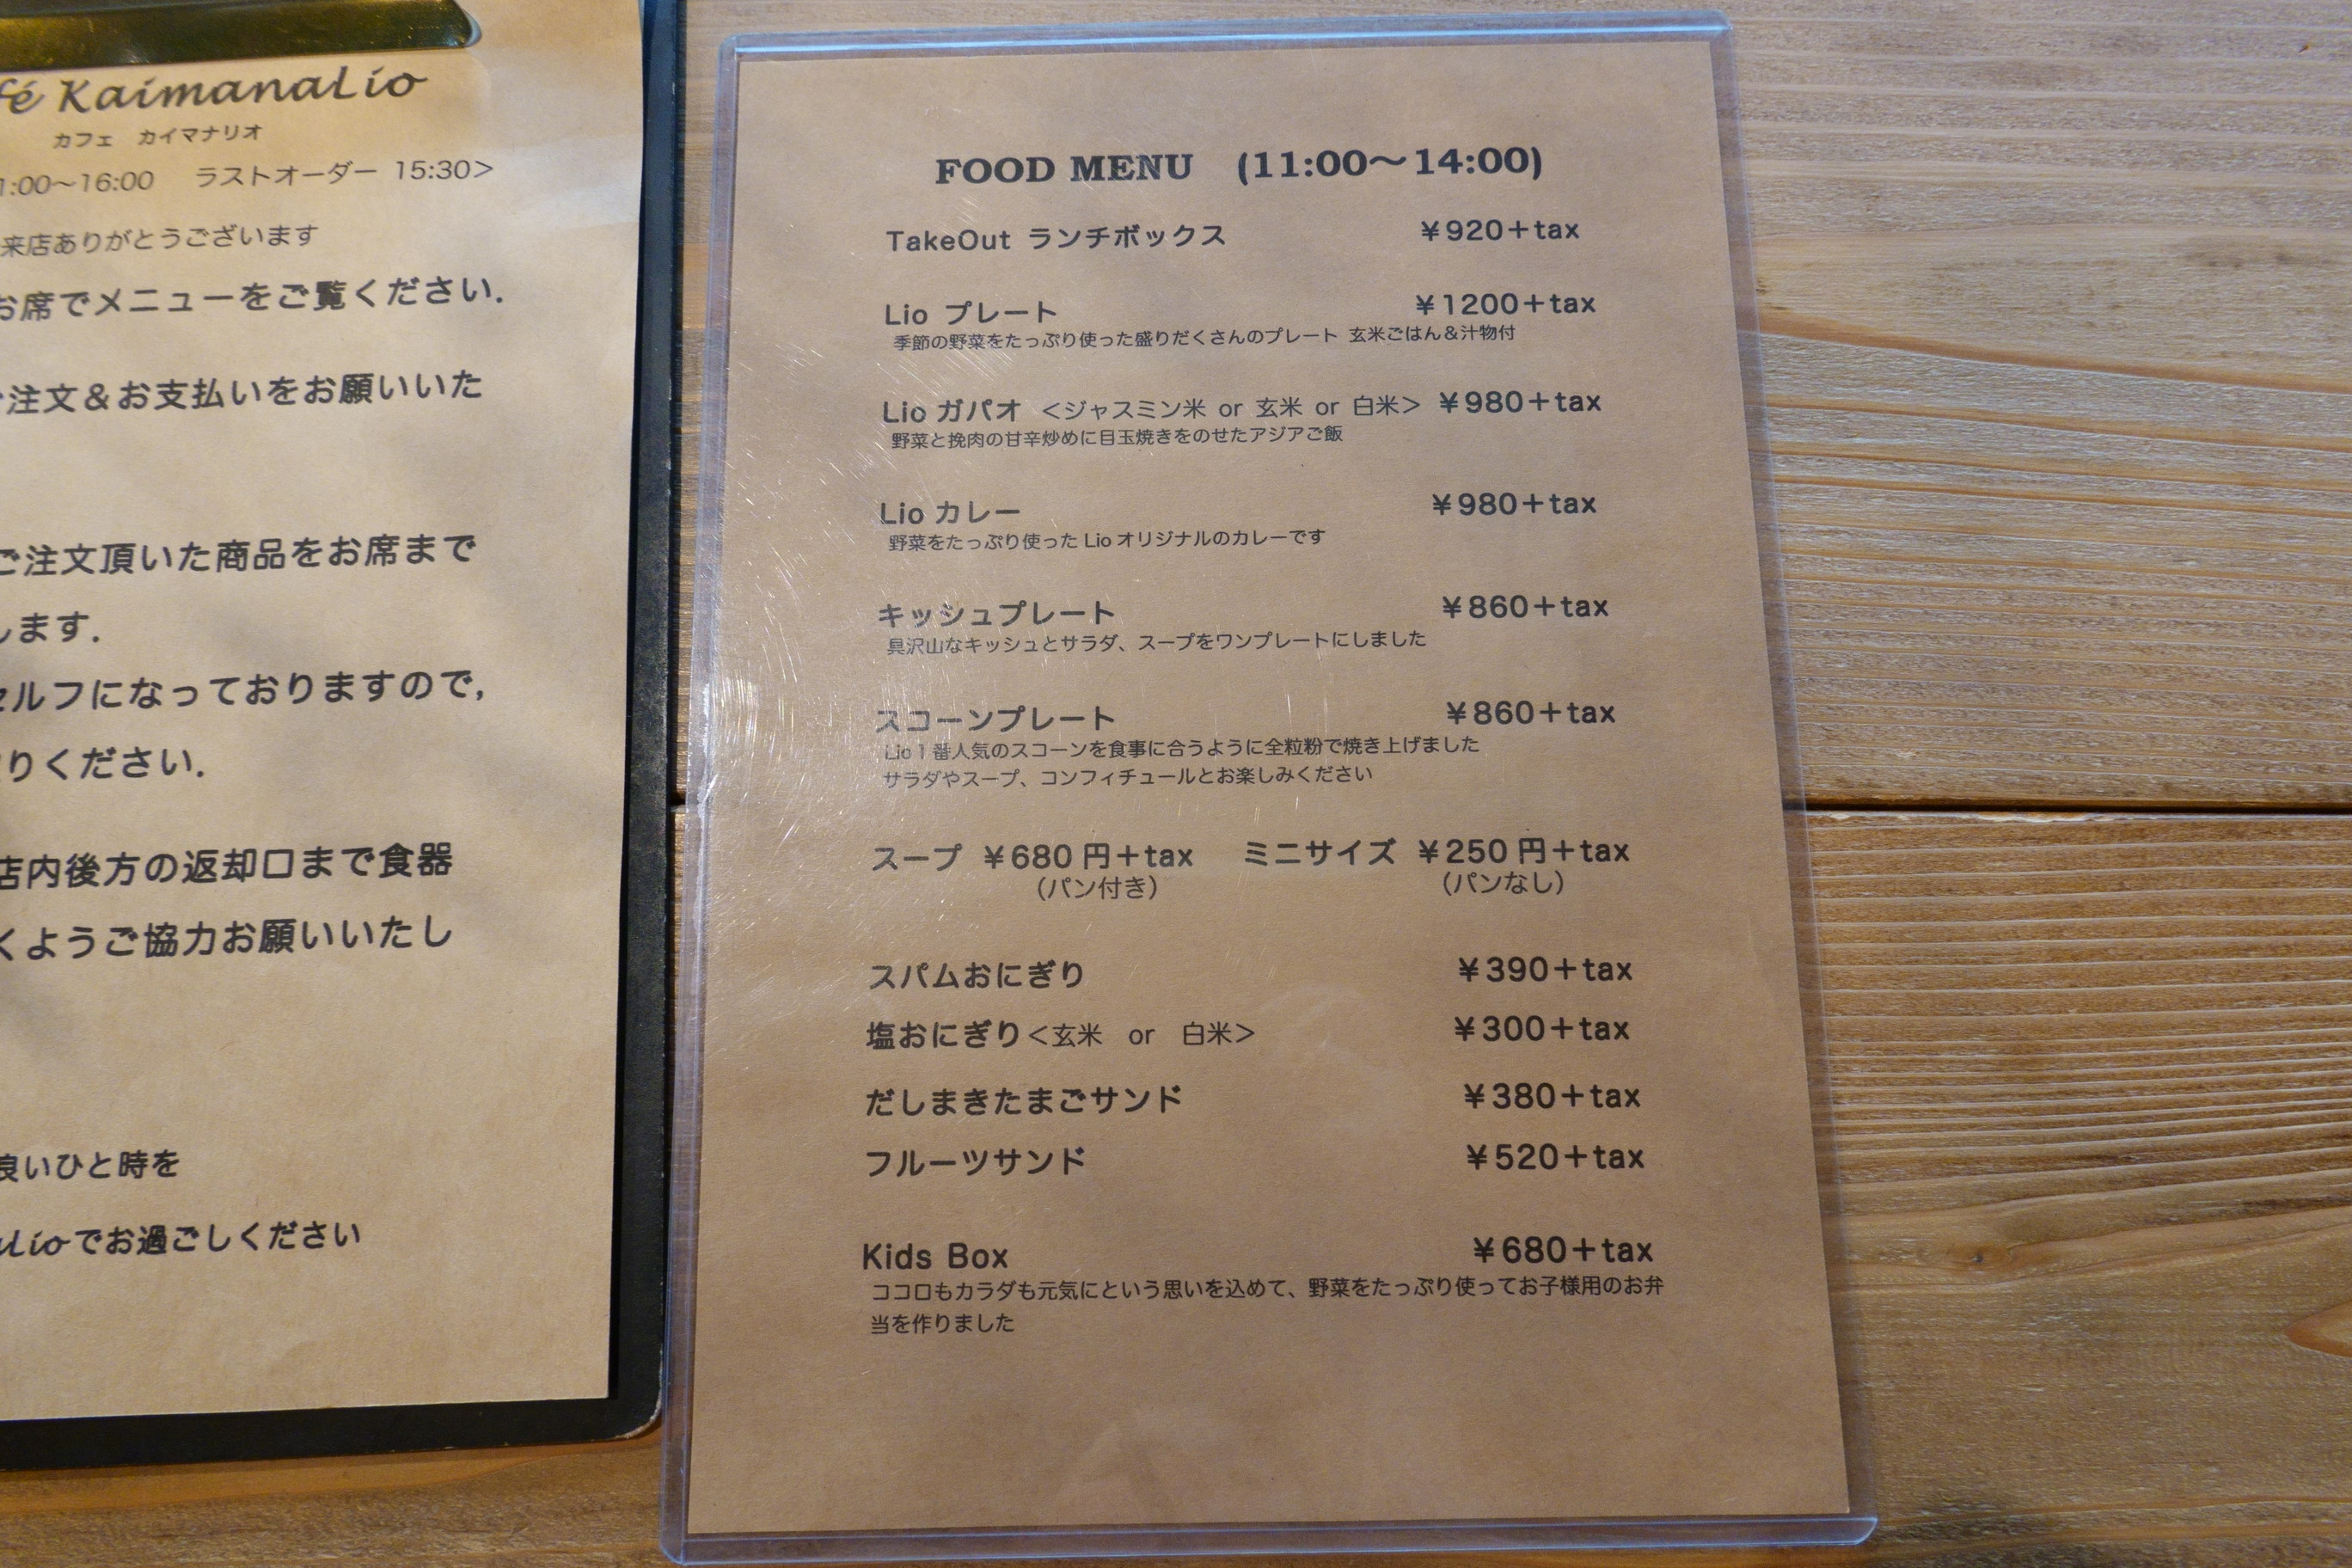 fé KaimanaLio
カフェ　カイマナリオ
1:00～16:00　ラストオーダー 15:30＞
来店ありがとうございます
お席でメニューをご覧ください.
注文＆お支払いをお願いいた
ご注文頂いた商品をお席まで
します.
セルフになっておりますので,
りください.
店内後方の返却口まで食器
くようご協力お願いいたし
良いひと時を
Lioでお過ごしください
FOOD MENU　(11:00～14:00)
TakeOut ランチボックス　¥920＋tax
Lio プレート　¥1200＋tax
季節の野菜をたっぷり使った盛りだくさんのプレート 玄米ごはん＆汁物付
Lio ガパオ ＜ジャスミン米 or 玄米 or 白米＞ ¥980＋tax
野菜と挽肉の甘辛炒めに目玉焼きをのせたアジアご飯
Lio カレー　¥980＋tax
野菜をたっぷり使った Lio オリジナルのカレーです
キッシュプレート　¥860＋tax
具沢山なキッシュとサラダ、スープをワンプレートにしました
スコーンプレート　¥860＋tax
Lio 1 番人気のスコーンを食事に合うように全粒粉で焼き上げました
サラダやスープ、コンフィチュールとお楽しみください
スープ ¥680 円＋tax　ミニサイズ ¥250 円＋tax
（パン付き）　（パンなし）
スパムおにぎり　¥390＋tax
塩おにぎり＜玄米　or　白米＞　¥300＋tax
だしまきたまごサンド　¥380＋tax
フルーツサンド　¥520＋tax
Kids Box　¥680＋tax
ココロもカラダも元気にという思いを込めて、野菜をたっぷり使ってお子様用のお弁
当を作りました